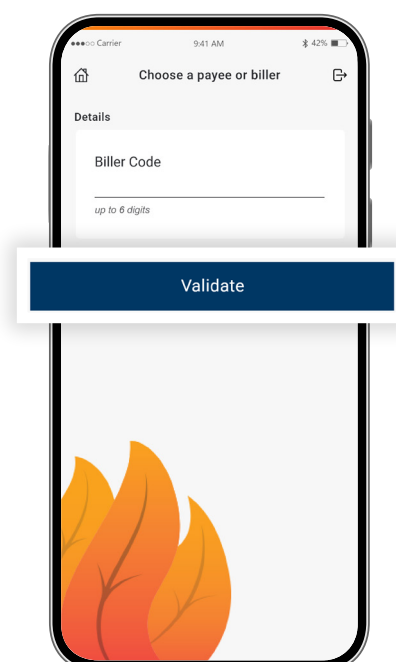 ●●●○○ Carrier 9:41 AM 42%
Choose a payee or biller
Details
Biller Code
up to 6 digits
Validate